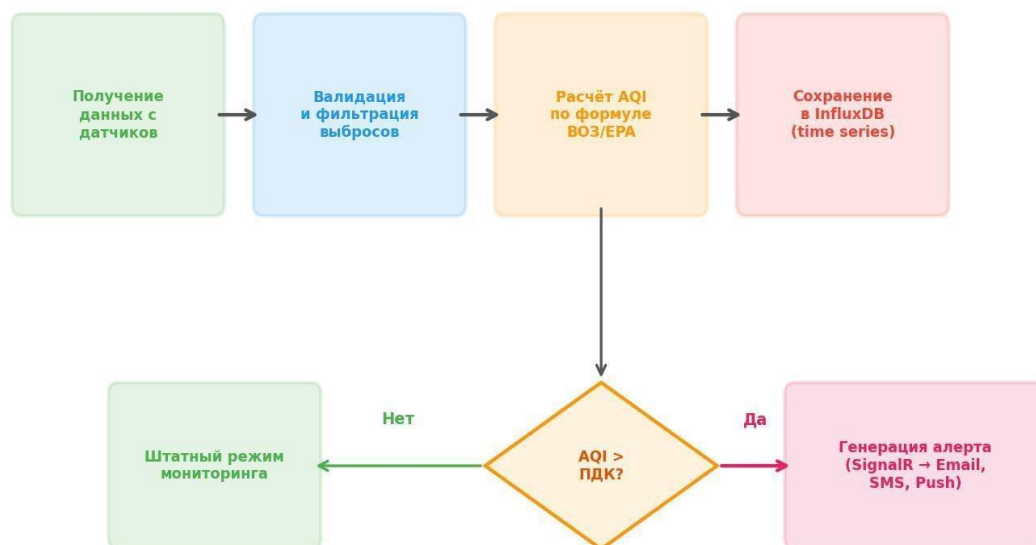 Получение
данных с
датчиков
Валидация
и фильтрация
выбросов
Расчёт AQI
по формуле
ВОЗ/EPA
Сохранение
в InfluxDB
(time series)
Нет
Да
Штатный режим
мониторинга
AQI >
ПДК?
Генерация алерта
(SignalR → Email,
SMS, Push)